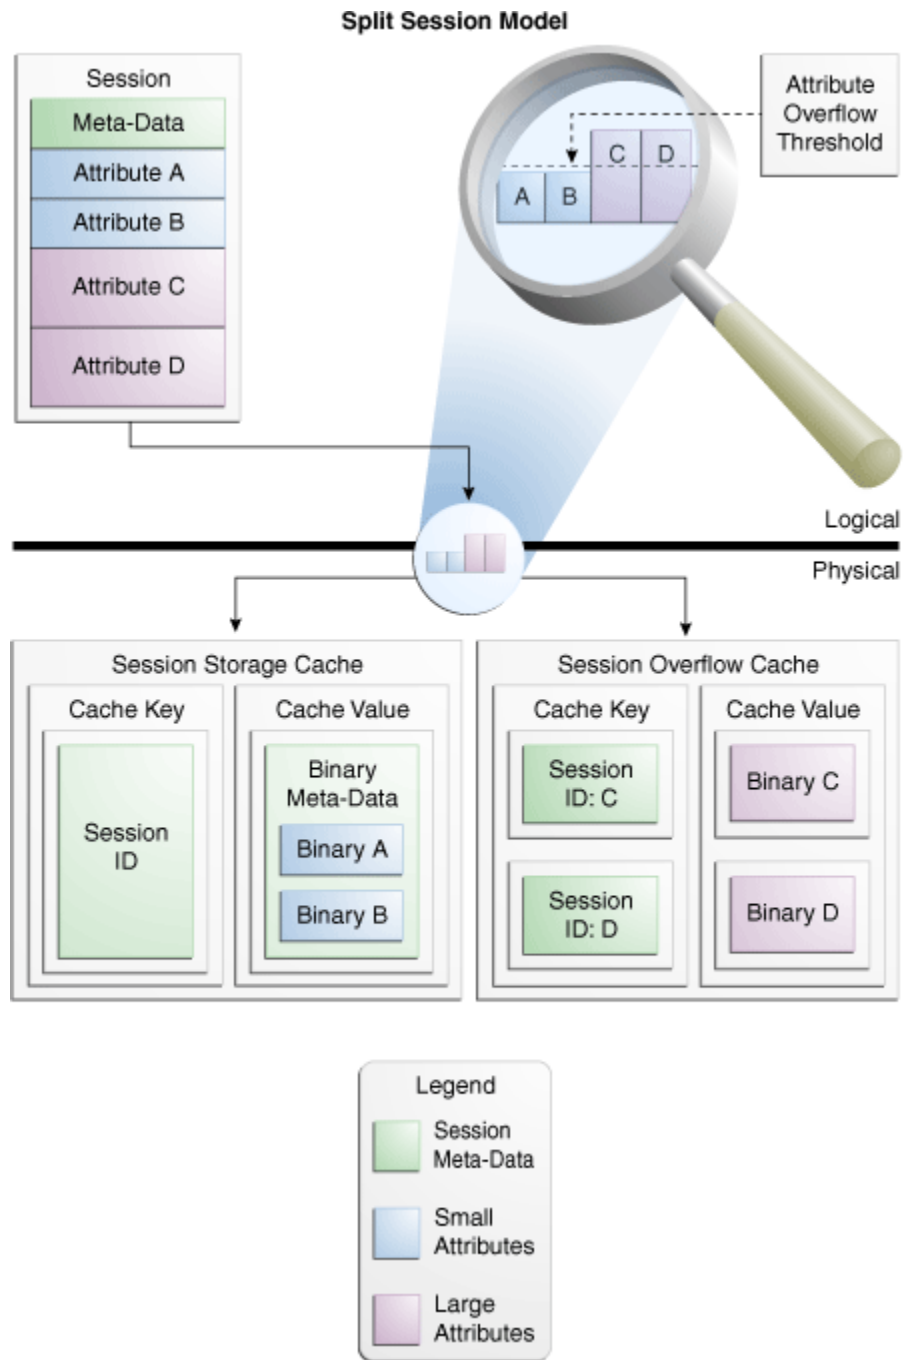 Split Session Model
Session
Meta-Data
Attribute A
Attribute B
Attribute C
Attribute D
A
B
C
D
Attribute
Overflow
Threshold
Logical
Physical
Session Storage Cache
Cache Key
Session
ID
Cache Value
Binary
Meta-Data
Binary A
Binary B
Session Overflow Cache
Cache Key
Session
ID: C
Session
ID: D
Cache Value
Binary C
Binary D
Legend
Session
Meta-Data
Small
Attributes
Large
Attributes